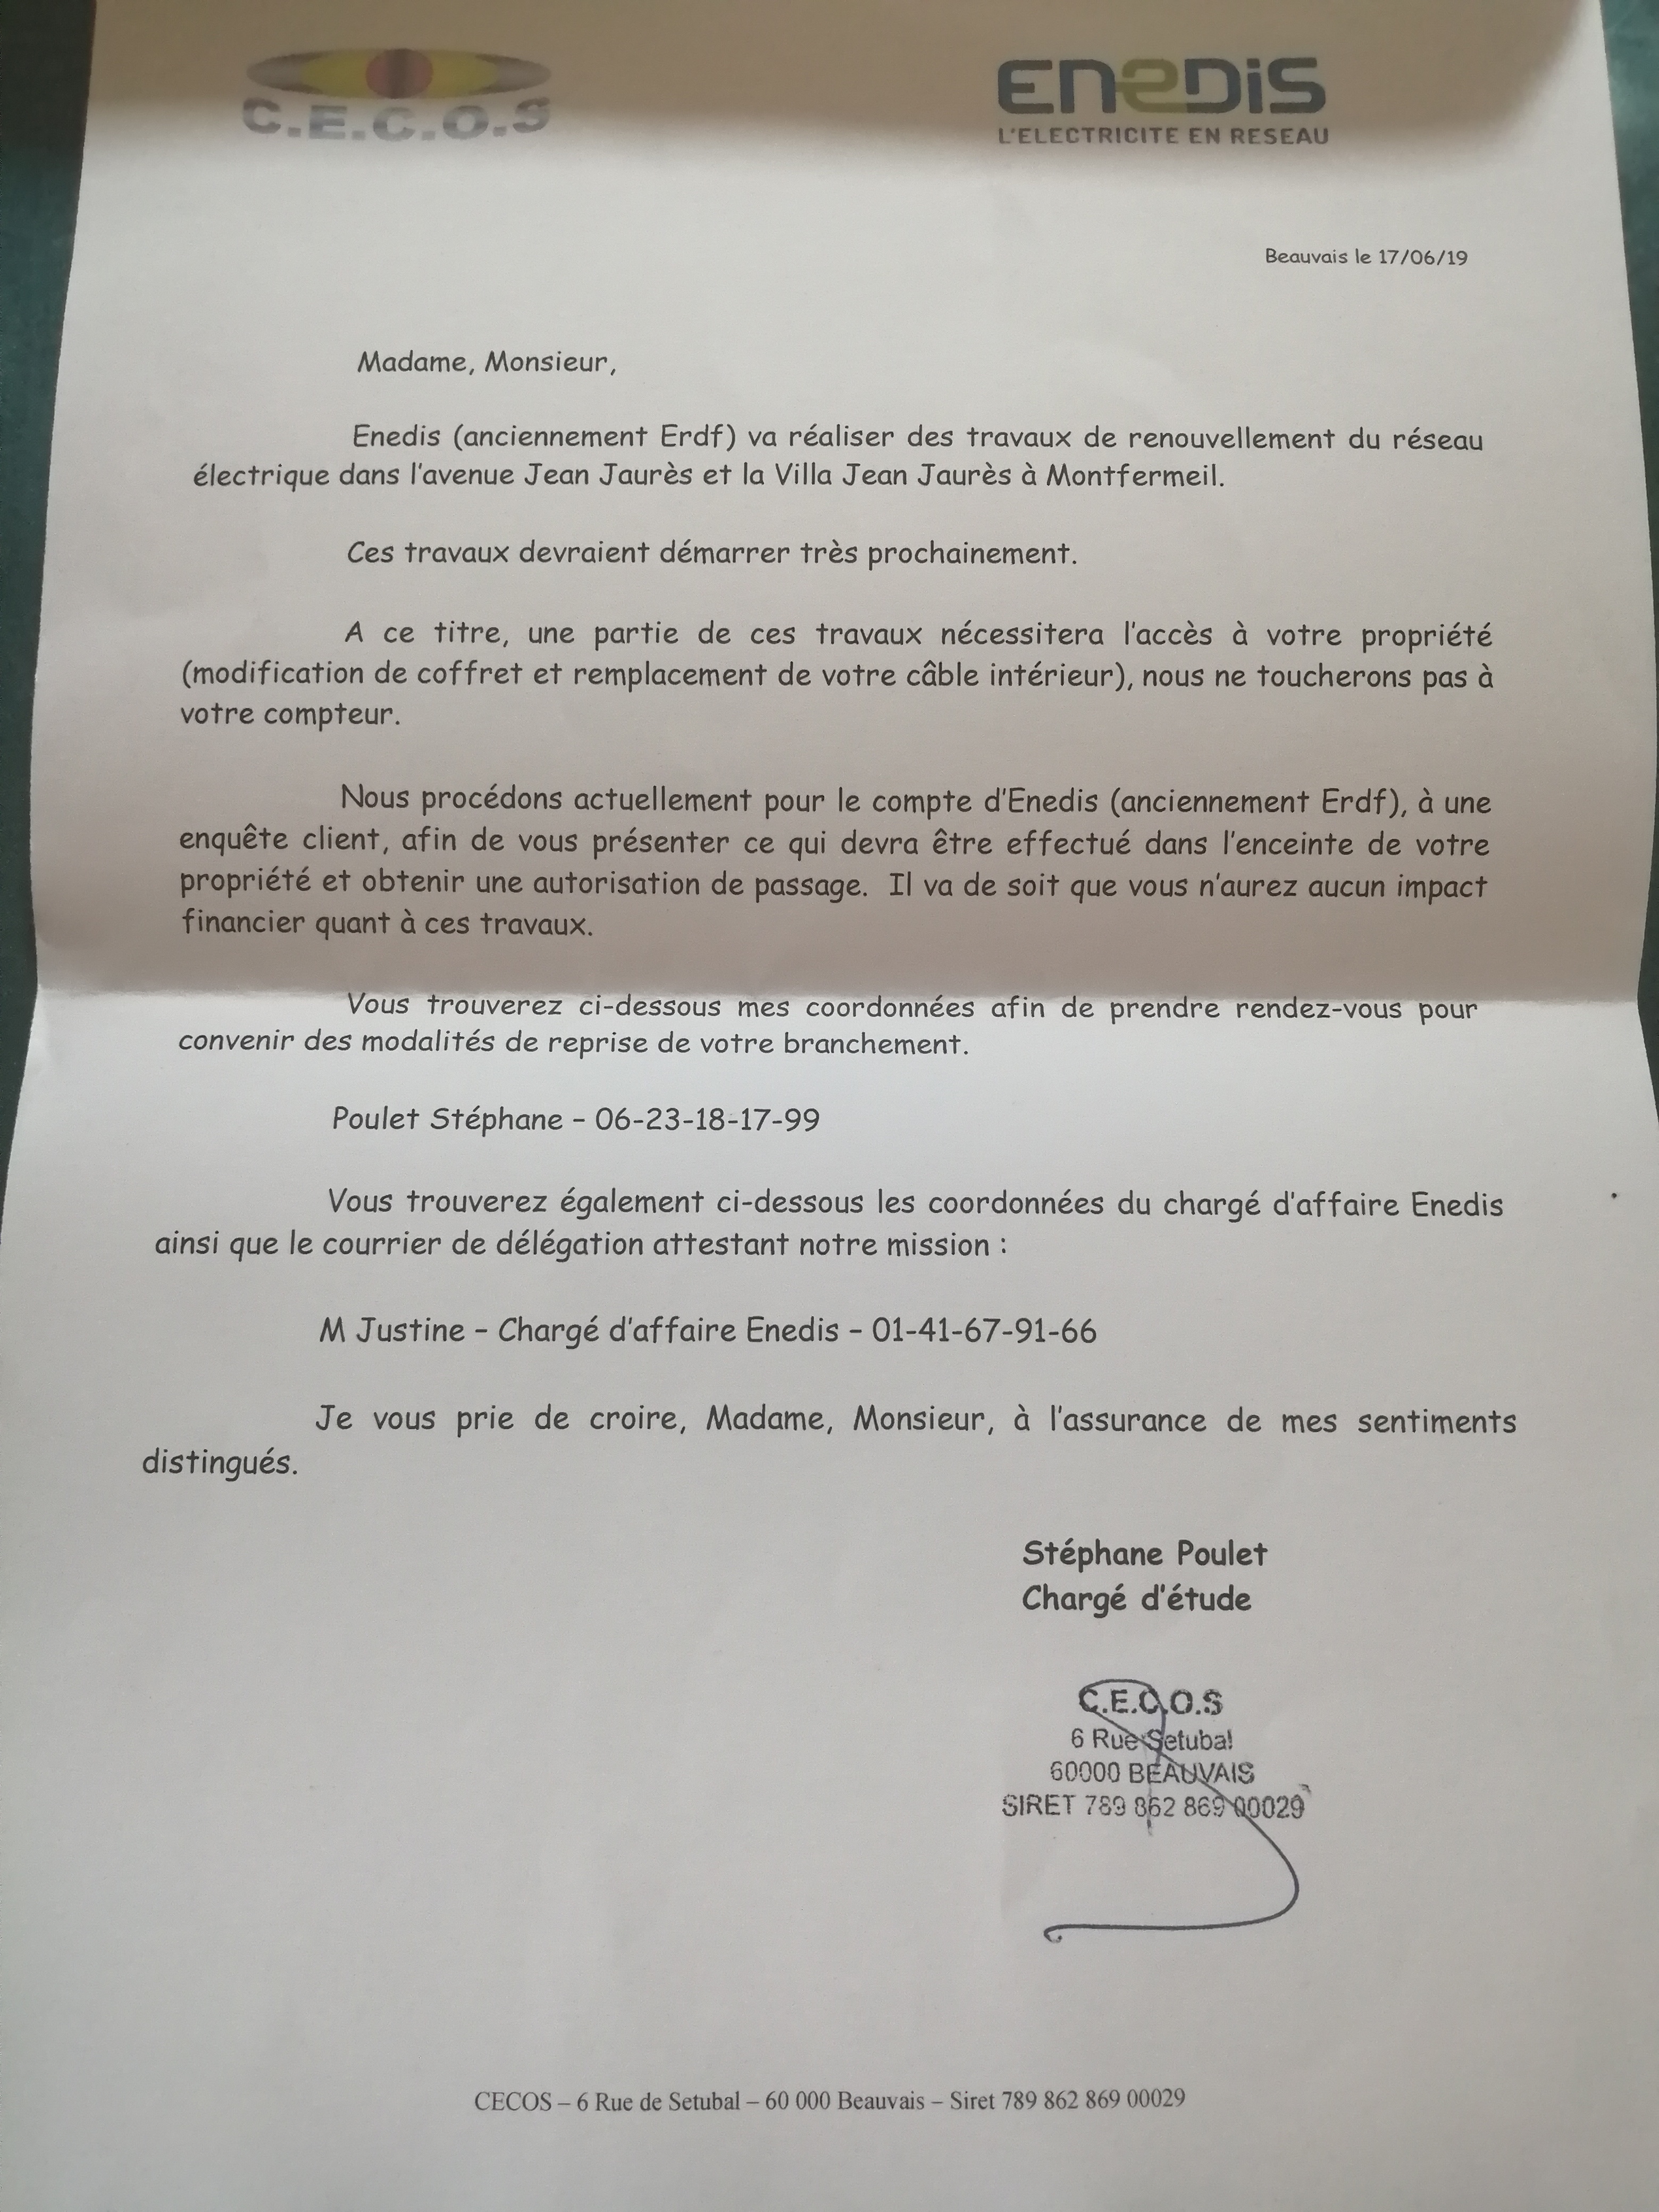 C.E.C.O.S
ENEDIS
L'ELECTRICITE EN RESEAU
Beauvais le 17/06/19
Madame, Monsieur,
Enedis (anciennement Erdf) va réaliser des travaux de renouvellement du réseau
électrique dans l'avenue Jean Jaurès et la Villa Jean Jaurès à Montfermeil.
Ces travaux devraient démarrer très prochainement.
A ce titre, une partie de ces travaux nécessitera l'accès à votre propriété
(modification de coffret et remplacement de votre câble intérieur), nous ne toucherons pas à
votre compteur.
Nous procédons actuellement pour le compte d'Enedis (anciennement Erdf), à une
enquête client, afin de vous présenter ce qui devra être effectué dans l'enceinte de votre
propriété et obtenir une autorisation de passage. Il va de soit que vous n'aurez aucun impact
financier quant à ces travaux.
Vous trouverez ci-dessous mes coordonnées afin de prendre rendez-vous pour
convenir des modalités de reprise de votre branchement.
Poulet Stéphane – 06-23-18-17-99
Vous trouverez également ci-dessous les coordonnées du chargé d'affaire Enedis
ainsi que le courrier de délégation attestant notre mission :
M Justine – Chargé d'affaire Enedis – 01-41-67-91-66
Je vous prie de croire, Madame, Monsieur, à l'assurance de mes sentiments
distingués.
Stéphane Poulet
Chargé d'étude
C.E.C.O.S
6 Rue Setubal
60000 BEAUVAIS
SIRET 789 862 869 00029
CECOS – 6 Rue de Setubal – 60 000 Beauvais – Siret 789 862 869 00029